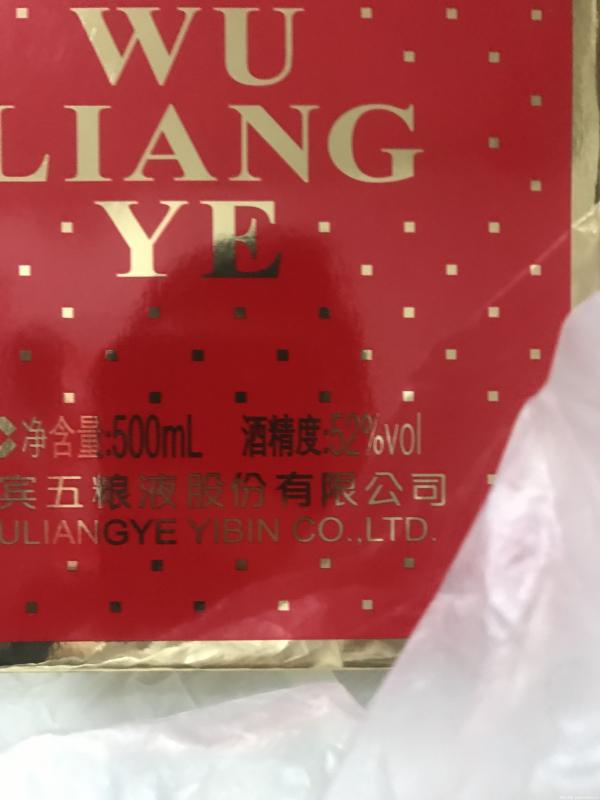 WU
LIANG
YE
净含量:500mL 酒精度:52%vol
宾五粮液股份有限公司
ULIANGYE YIBIN CO.,LTD.